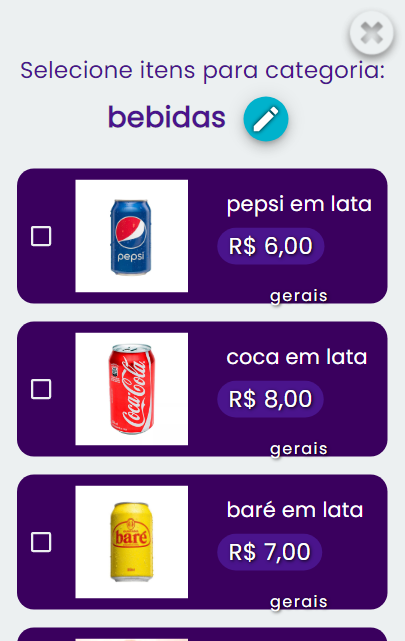 Selecione itens para categoria:
bebidas
pepsi
pepsi em lata
R$ 6,00
gerais
Coca-Cola
coca em lata
R$ 8,00
gerais
baré
baré em lata
R$ 7,00
gerais